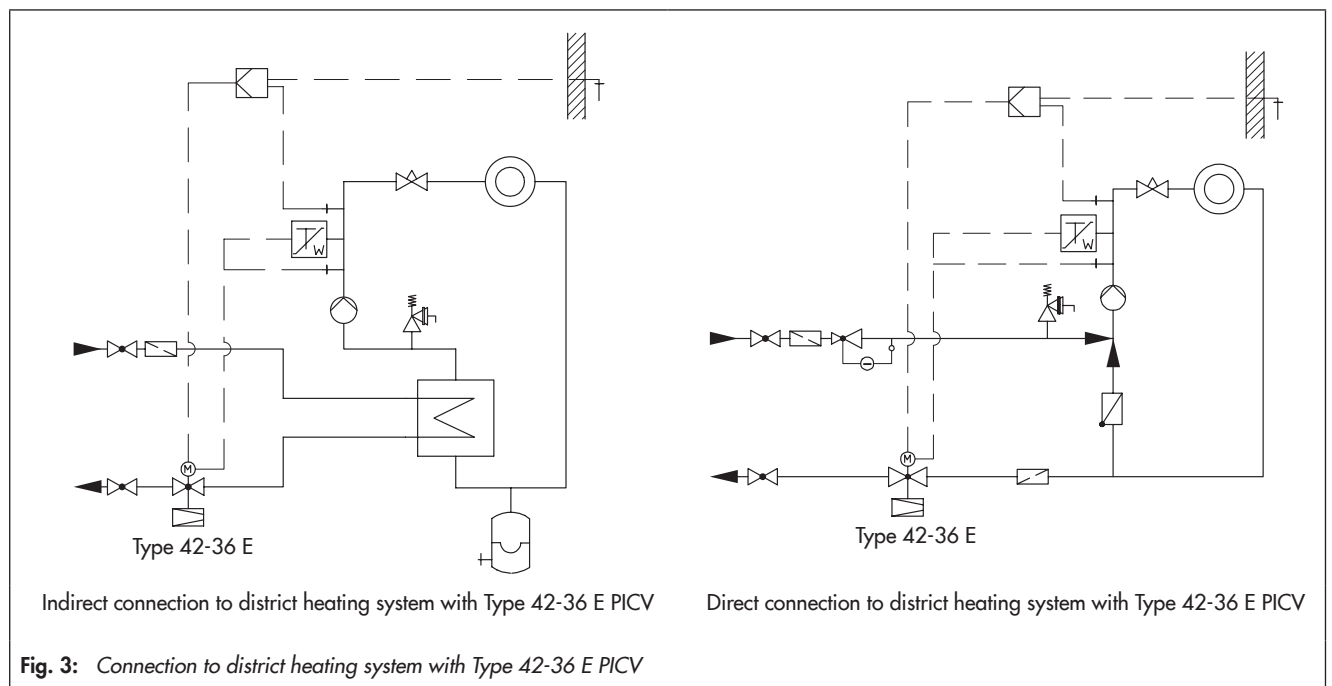 T
W
M
Type 42-36 E
Indirect connection to district heating system with Type 42-36 E PICV
T
W
M
Type 42-36 E
Direct connection to district heating system with Type 42-36 E PICV
Fig. 3: Connection to district heating system with Type 42-36 E PICV